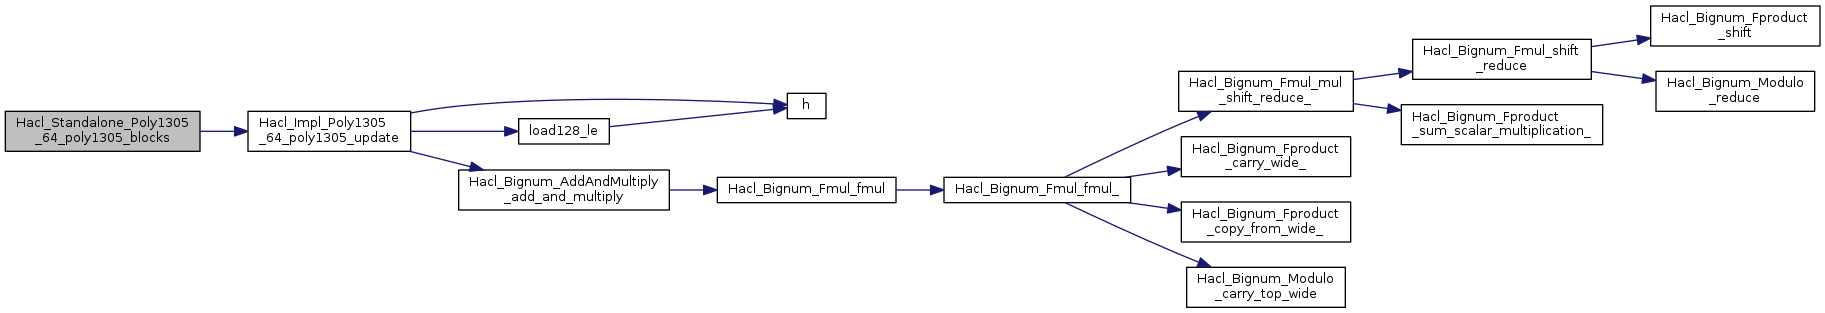 Hacl_Standalone_Poly1305
_64_poly1305_blocks
Hacl_Impl_Poly1305
_64_poly1305_update
h
load128_le
Hacl_Bignum_AddAndMultiply
_add_and_multiply
Hacl_Bignum_Fmul_fmul
Hacl_Bignum_Fmul_fmul_
Hacl_Bignum_Fmul_mul
_shift_reduce_
Hacl_Bignum_Fproduct
_carry_wide_
Hacl_Bignum_Fproduct
_copy_from_wide_
Hacl_Bignum_Modulo
_carry_top_wide
Hacl_Bignum_Fmul_shift
_reduce
Hacl_Bignum_Fproduct
_sum_scalar_multiplication_
Hacl_Bignum_Fproduct
_shift
Hacl_Bignum_Modulo
_reduce